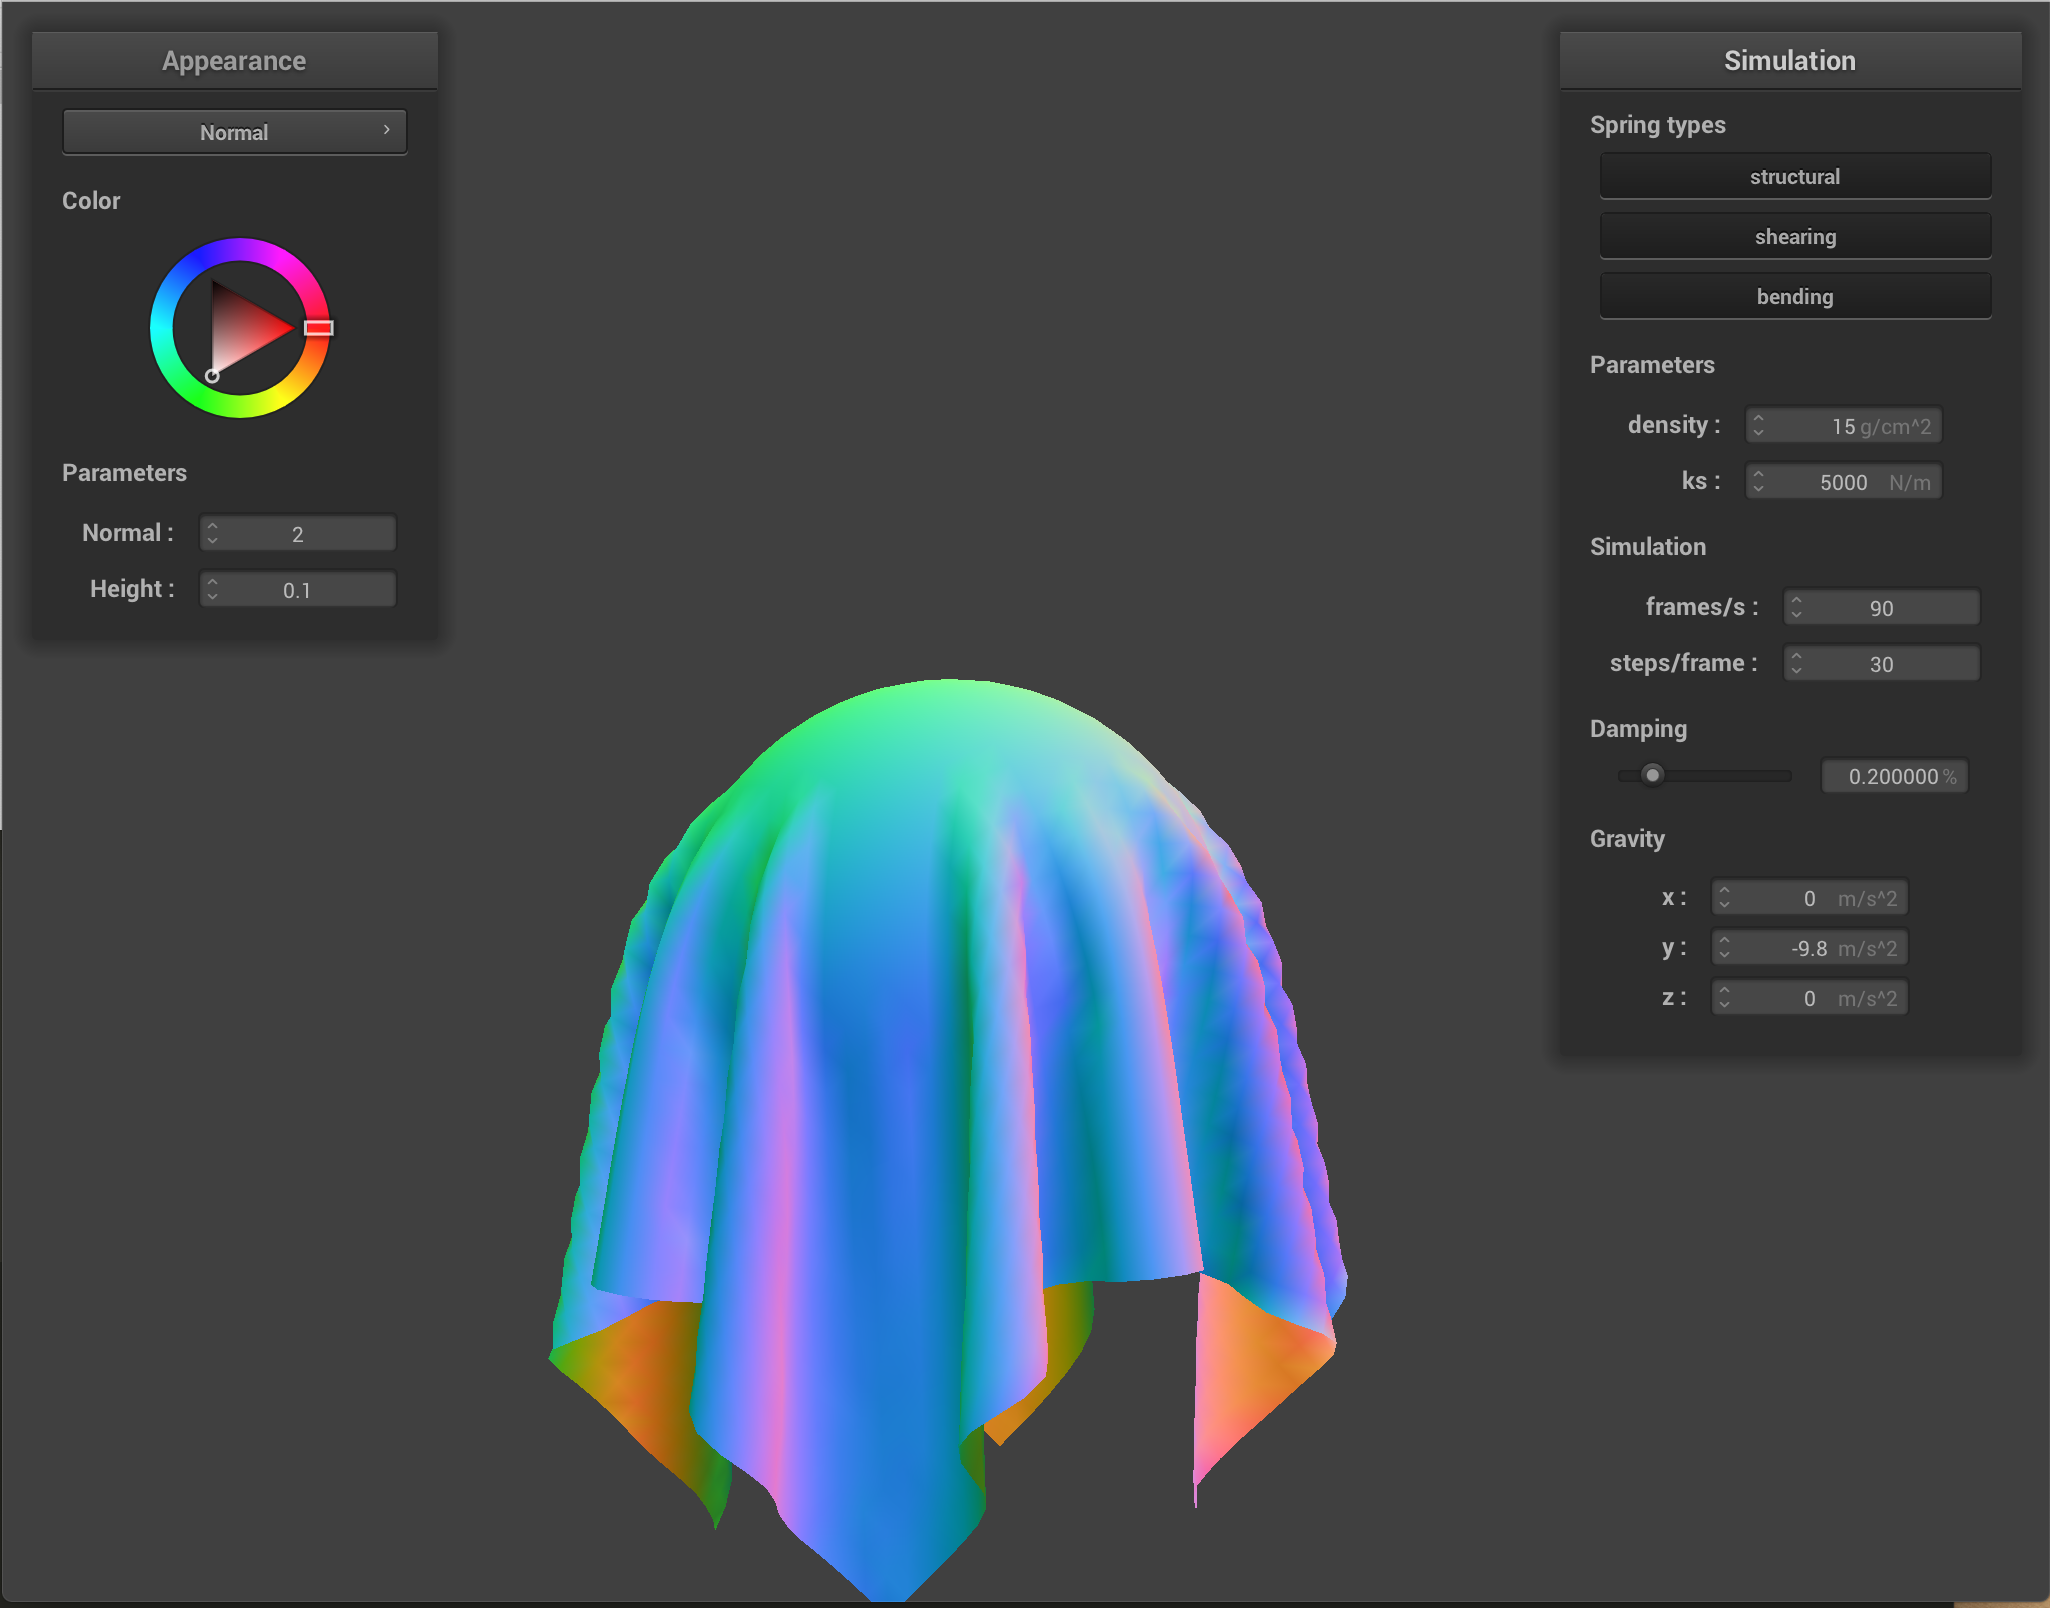 Appearance
Normal
Color
Parameters
Normal : 2
Height : 0.1
Simulation
Spring types
structural
shearing
bending
Parameters
density : 15 g/cm^2
ks : 5000 N/m
Simulation
frames/s : 90
steps/frame : 30
Damping
0.200000 %
Gravity
x : 0 m/s^2
y : -9.8 m/s^2
z : 0 m/s^2